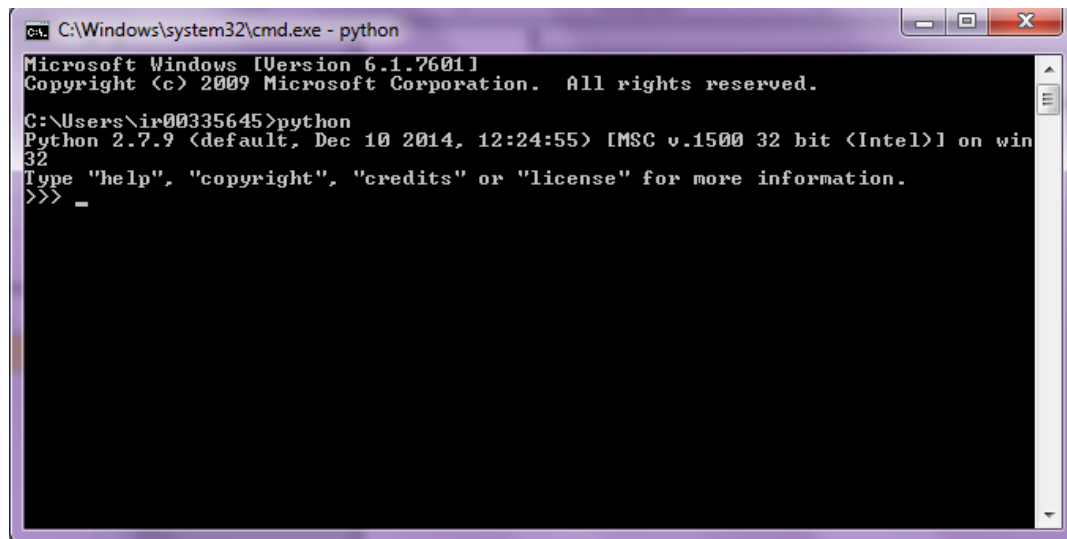 C:\Windows\system32\cmd.exe - python
Microsoft Windows [Version 6.1.7601]
Copyright (c) 2009 Microsoft Corporation.  All rights reserved.
C:\Users\ir00335645>python
Python 2.7.9 (default, Dec 10 2014, 12:24:55) [MSC v.1500 32 bit (Intel)] on win
32
Type "help", "copyright", "credits" or "license" for more information.
>>> _